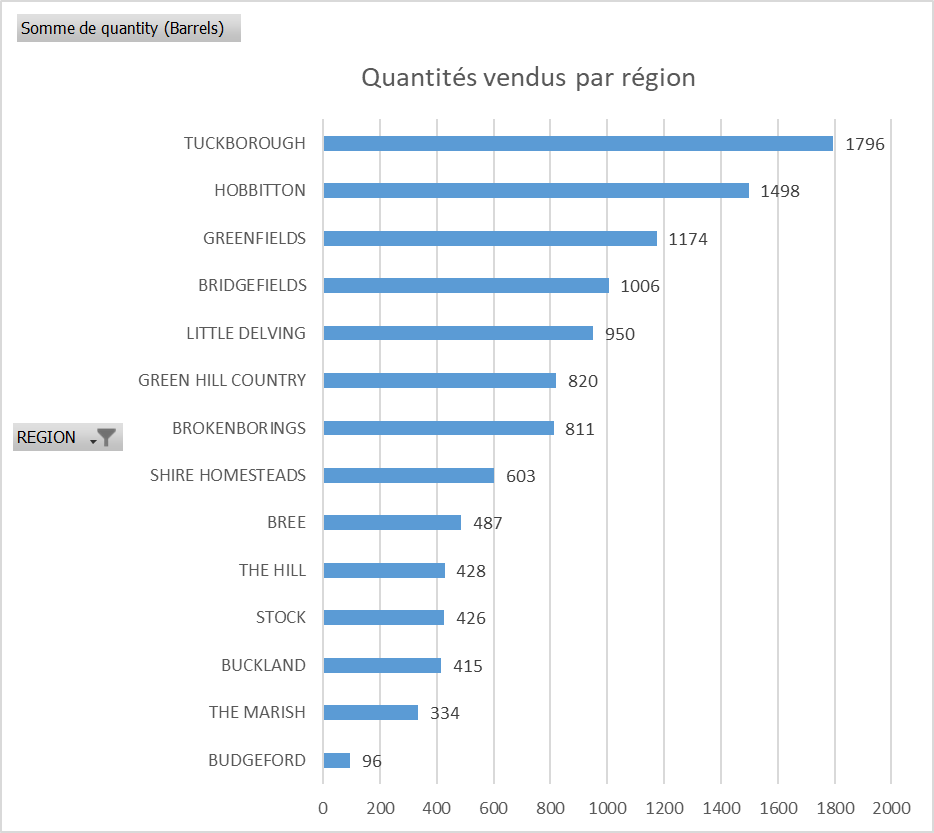 Somme de quantity (Barrels)
Quantités vendus par région
TUCKBOROUGH 1796
HOBBITTON 1498
GREENFIELDS 1174
BRIDGEFIELDS 1006
LITTLE DELVING 950
GREEN HILL COUNTRY 820
REGION
BROKENBORINGS 811
SHIRE HOMESTEADS 603
BREE 487
THE HILL 428
STOCK 426
BUCKLAND 415
THE MARISH 334
BUDGEFORD 96
0 200 400 600 800 1000 1200 1400 1600 1800 2000